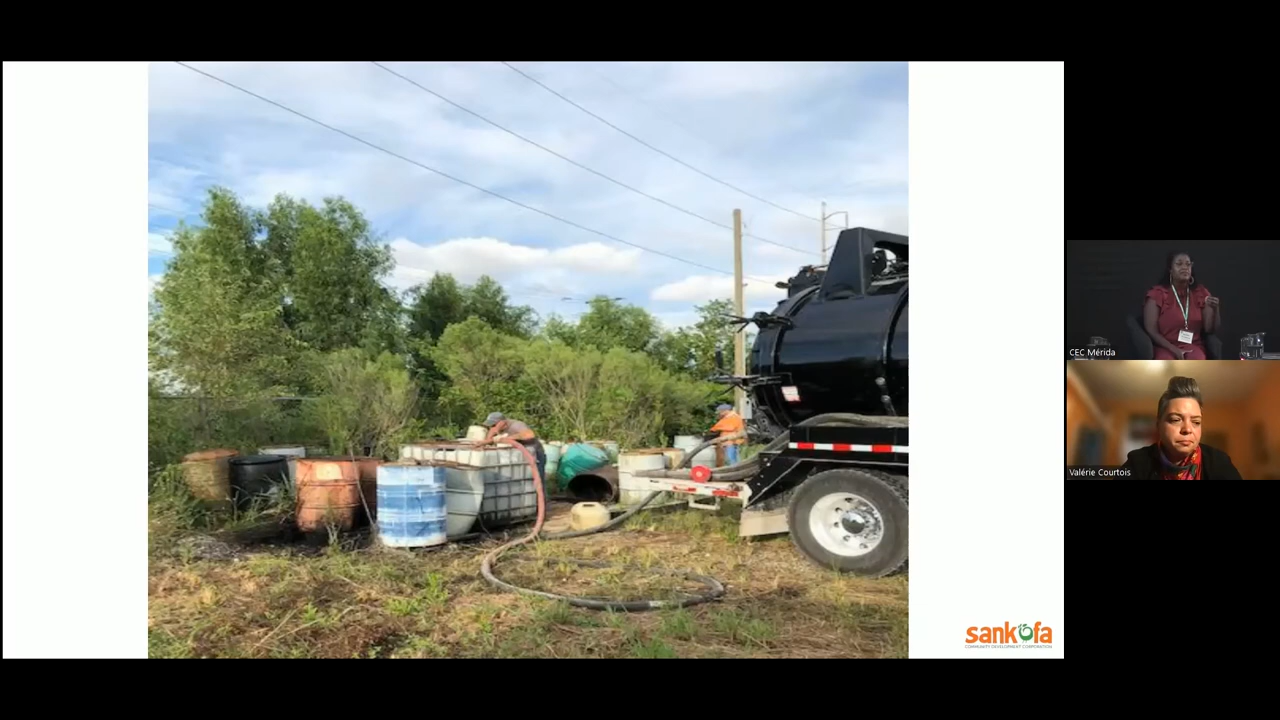 CEC Mérida
Valérie Courtois
sankofa
COMMUNITY DEVELOPMENT CORPORATION